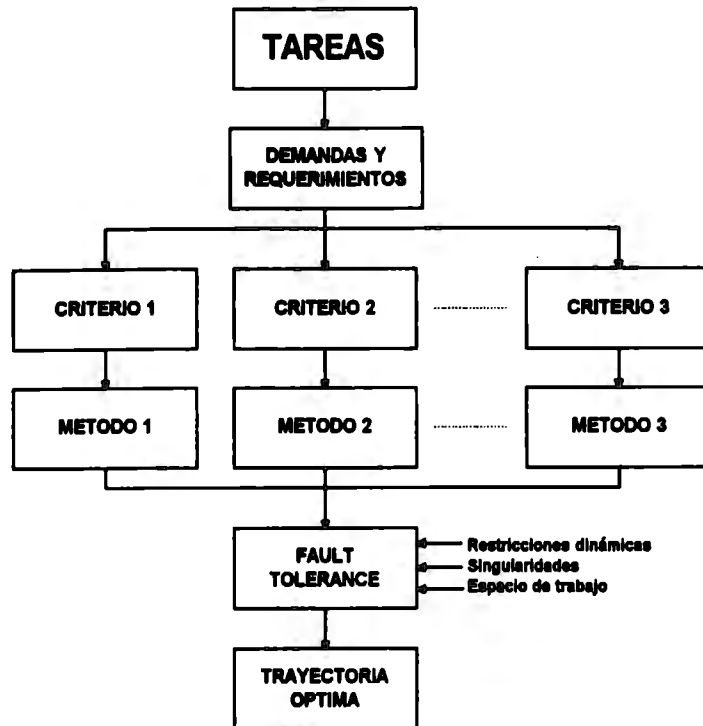 TAREAS
DEMANDAS Y
REQUERIMIENTOS
CRITERIO 1
CRITERIO 2
CRITERIO 3
METODO 1
METODO 2
METODO 3
FAULT
TOLERANCE
Restricciones dinámicas
Singularidades
Espacio de trabajo
TRAYECTORIA
OPTIMA